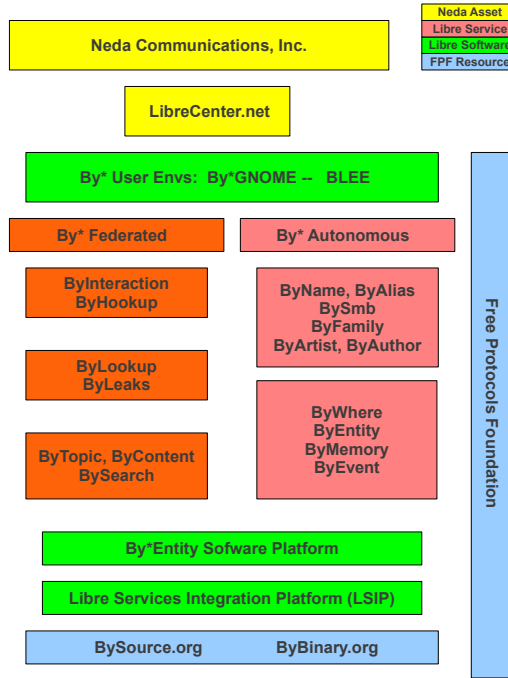 Neda Communications, Inc.
Neda Asset
Libre Service
Libre Software
FPF Resource
LibreCenter.net
By* User Envs: By*GNOME -- BLEE
By* Federated
By* Autonomous
ByInteraction
ByHookup
ByName, ByAlias
BySmb
ByFamily
ByArtist, ByAuthor
ByLookup
ByLeaks
ByWhere
ByEntity
ByMemory
ByEvent
ByTopic, ByContent
BySearch
Free Protocols Foundation
By*Entity Sofware Platform
Libre Services Integration Platform (LSIP)
BySource.org ByBinary.org